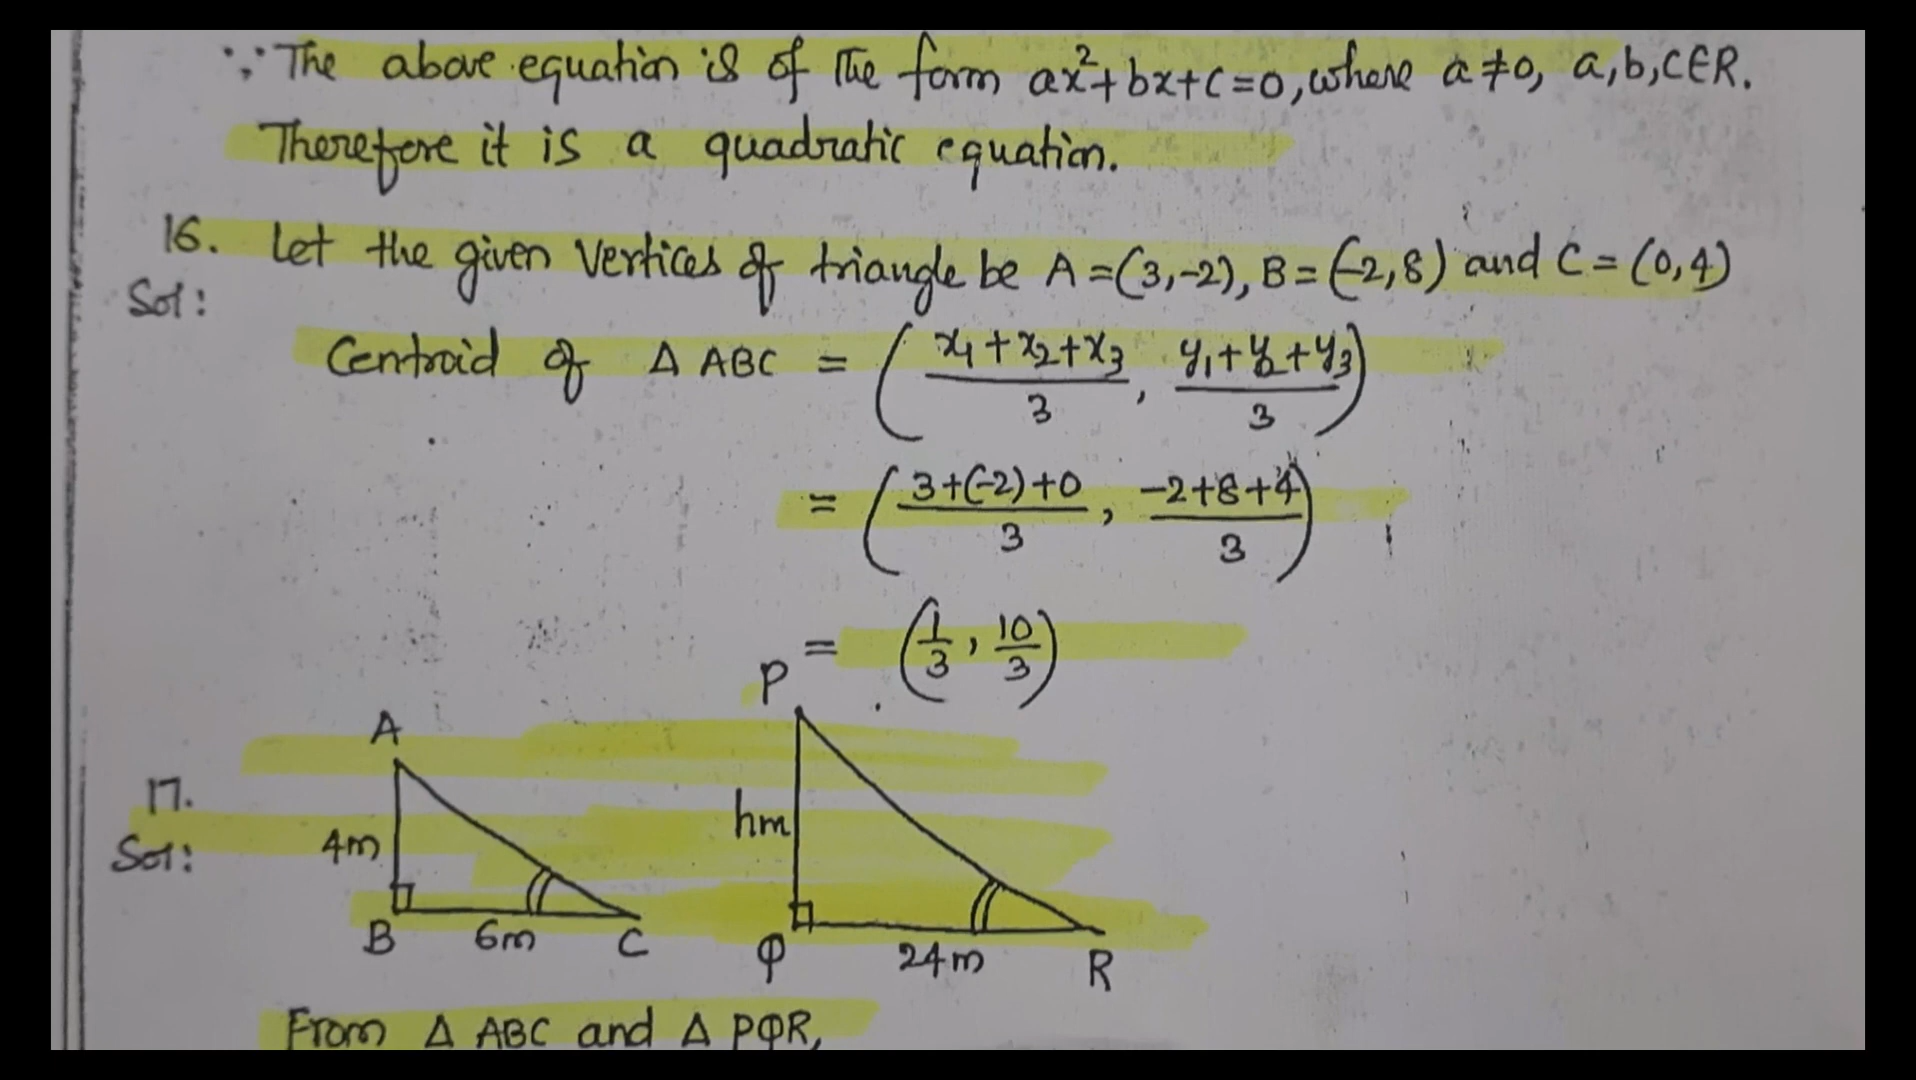 ∵ The above equation is of the form ax²+bx+c=0, where a≠0, a,b,c∈R.
Therefore it is a quadratic equation.
16. Let the given vertices of triangle be A=(3,-2), B=(-2,8) and C=(0,4)
Sol:
Centroid of Δ ABC = ( (x₁+x₂+x₃)/3 , (y₁+y₂+y₃)/3 )
= ( (3+(-2)+0)/3 , (-2+8+4)/3 )
= ( 1/3 , 10/3 )
17.
Sol:
A
4m
B 6m C
P
hm
Q 24m R
From Δ ABC and Δ PQR,